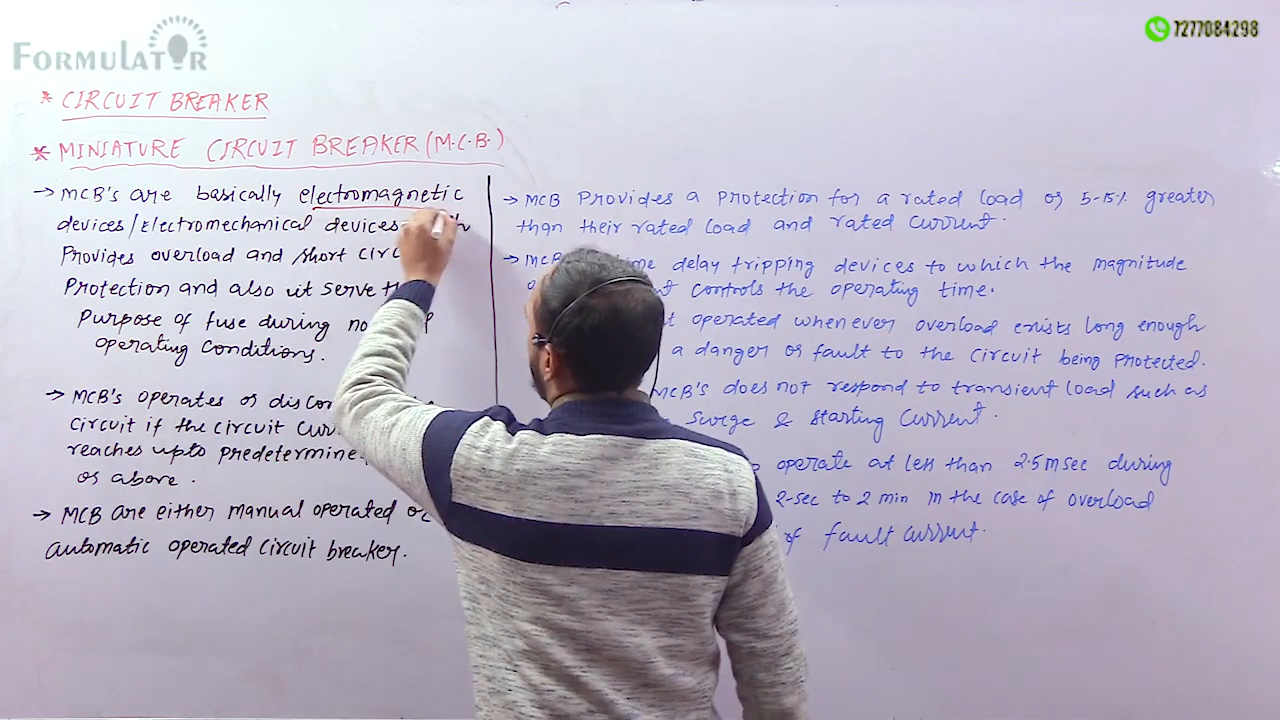 FORMULATOR
7277084298
* CIRCUIT BREAKER
* MINIATURE CIRCUIT BREAKER (M.C.B.)
→ MCB's are basically electromagnetic
devices/Electromechanical devices
Provides overload and short
Protection and also it serve
Purpose of fuse during
operating Conditions.
→ MCB's operates or
circuit if the circuit
reaches upto
or above.
→ MCB are either manual operated or
automatic operated circuit breaker.
→ MCB Provides a Protection for a rated load or 5-15% greater
than their rated load and rated current.
→ MCB delay tripping devices to which the magnitude
controls the operating time.
operated whenever overload exists long enough
a danger or fault to the circuit being Protected.
MCB's does not respond to transient load such as
surge & starting current.
operate at less than 2.5 msec during
2-sec to 2 min in the case of overload
of fault current.